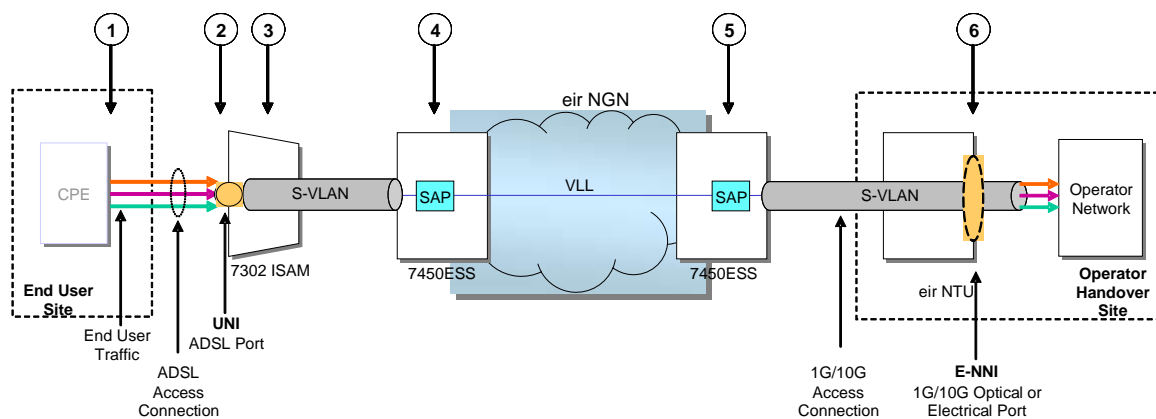 1
2
3
4
5
6
eir NGN
CPE
S-VLAN
SAP
VLL
SAP
S-VLAN
Operator
Network
7302 ISAM
7450ESS
7450ESS
eir NTU
End User
Site
Operator
Handover
Site
End User
Traffic
UNI
ADSL Port
ADSL
Access
Connection
1G/10G
Access
Connection
E-NNI
1G/10G Optical or
Electrical Port